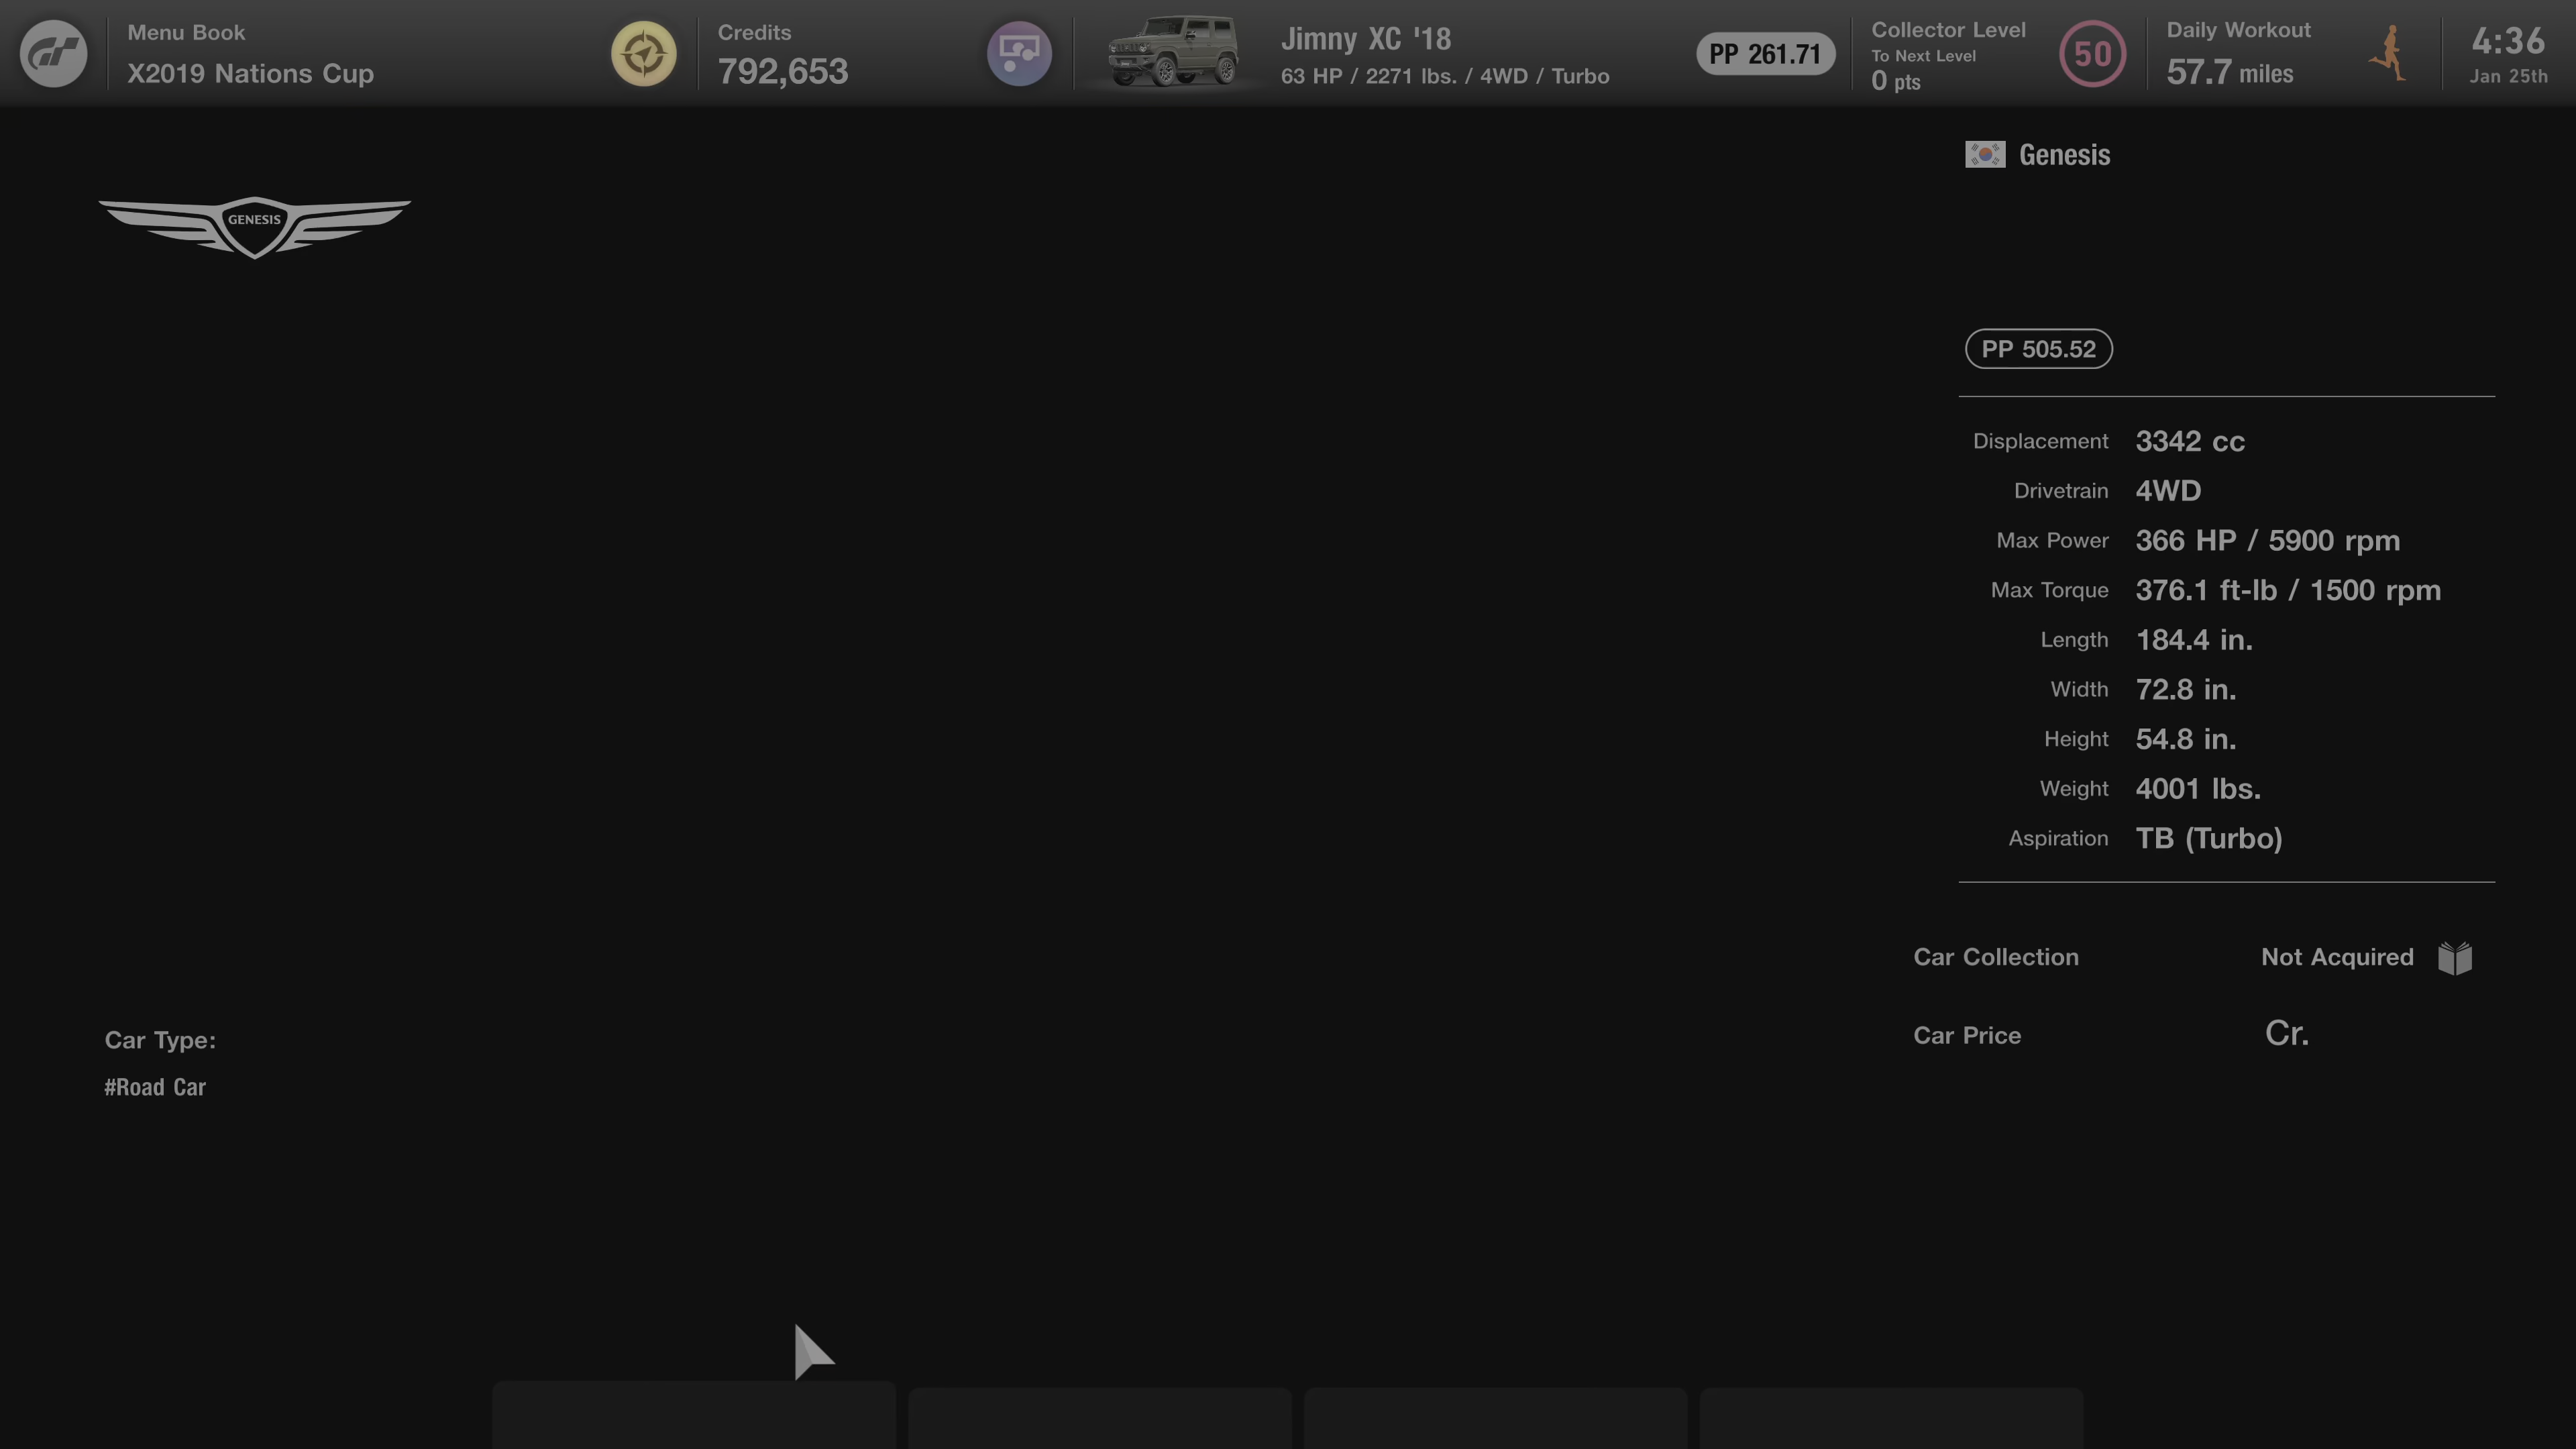 Menu Book
X2019 Nations Cup
Credits
792,653
Jimny XC '18
63 HP / 2271 lbs. / 4WD / Turbo
PP 261.71
Collector Level
To Next Level
0 pts
50
Daily Workout
57.7 miles
4:36
Jan 25th
GENESIS
Genesis
PP 505.52
Displacement 3342 cc
Drivetrain 4WD
Max Power 366 HP / 5900 rpm
Max Torque 376.1 ft-lb / 1500 rpm
Length 184.4 in.
Width 72.8 in.
Height 54.8 in.
Weight 4001 lbs.
Aspiration TB (Turbo)
Car Collection Not Acquired
Car Price Cr.
Car Type:
#Road Car